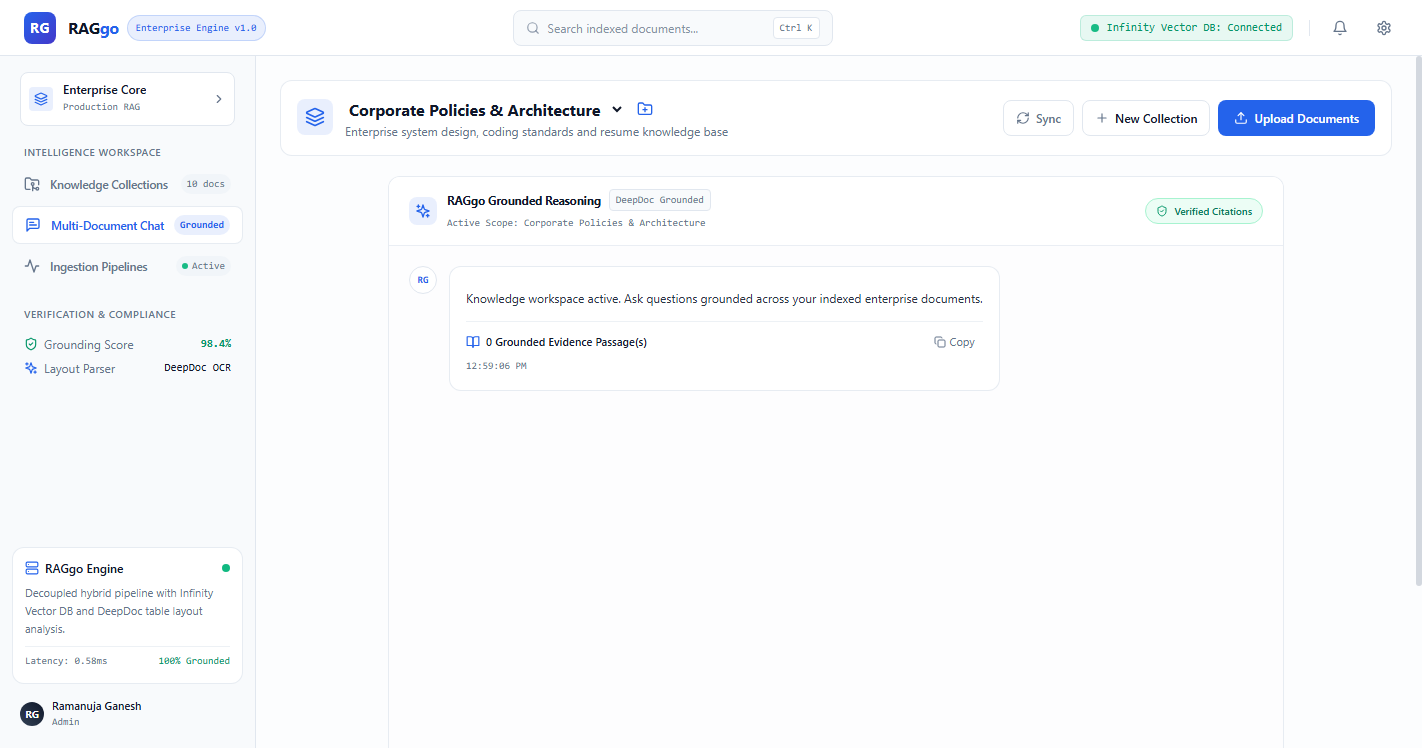 RG RAGgo Enterprise Engine v1.0
Search indexed documents... Ctrl K
Infinity Vector DB: Connected
Enterprise Core
Production RAG
INTELLIGENCE WORKSPACE
Knowledge Collections 10 docs
Multi-Document Chat Grounded
Ingestion Pipelines Active
VERIFICATION & COMPLIANCE
Grounding Score 98.4%
Layout Parser DeepDoc OCR
RAGgo Engine
Decoupled hybrid pipeline with Infinity
Vector DB and DeepDoc table layout
analysis.
Latency: 0.58ms 100% Grounded
RG Ramanuja Ganesh
Admin
Corporate Policies & Architecture
Enterprise system design, coding standards and resume knowledge base
Sync New Collection Upload Documents
RAGgo Grounded Reasoning DeepDoc Grounded
Active Scope: Corporate Policies & Architecture
Verified Citations
RG
Knowledge workspace active. Ask questions grounded across your indexed enterprise documents.
0 Grounded Evidence Passage(s) Copy
12:59:06 PM